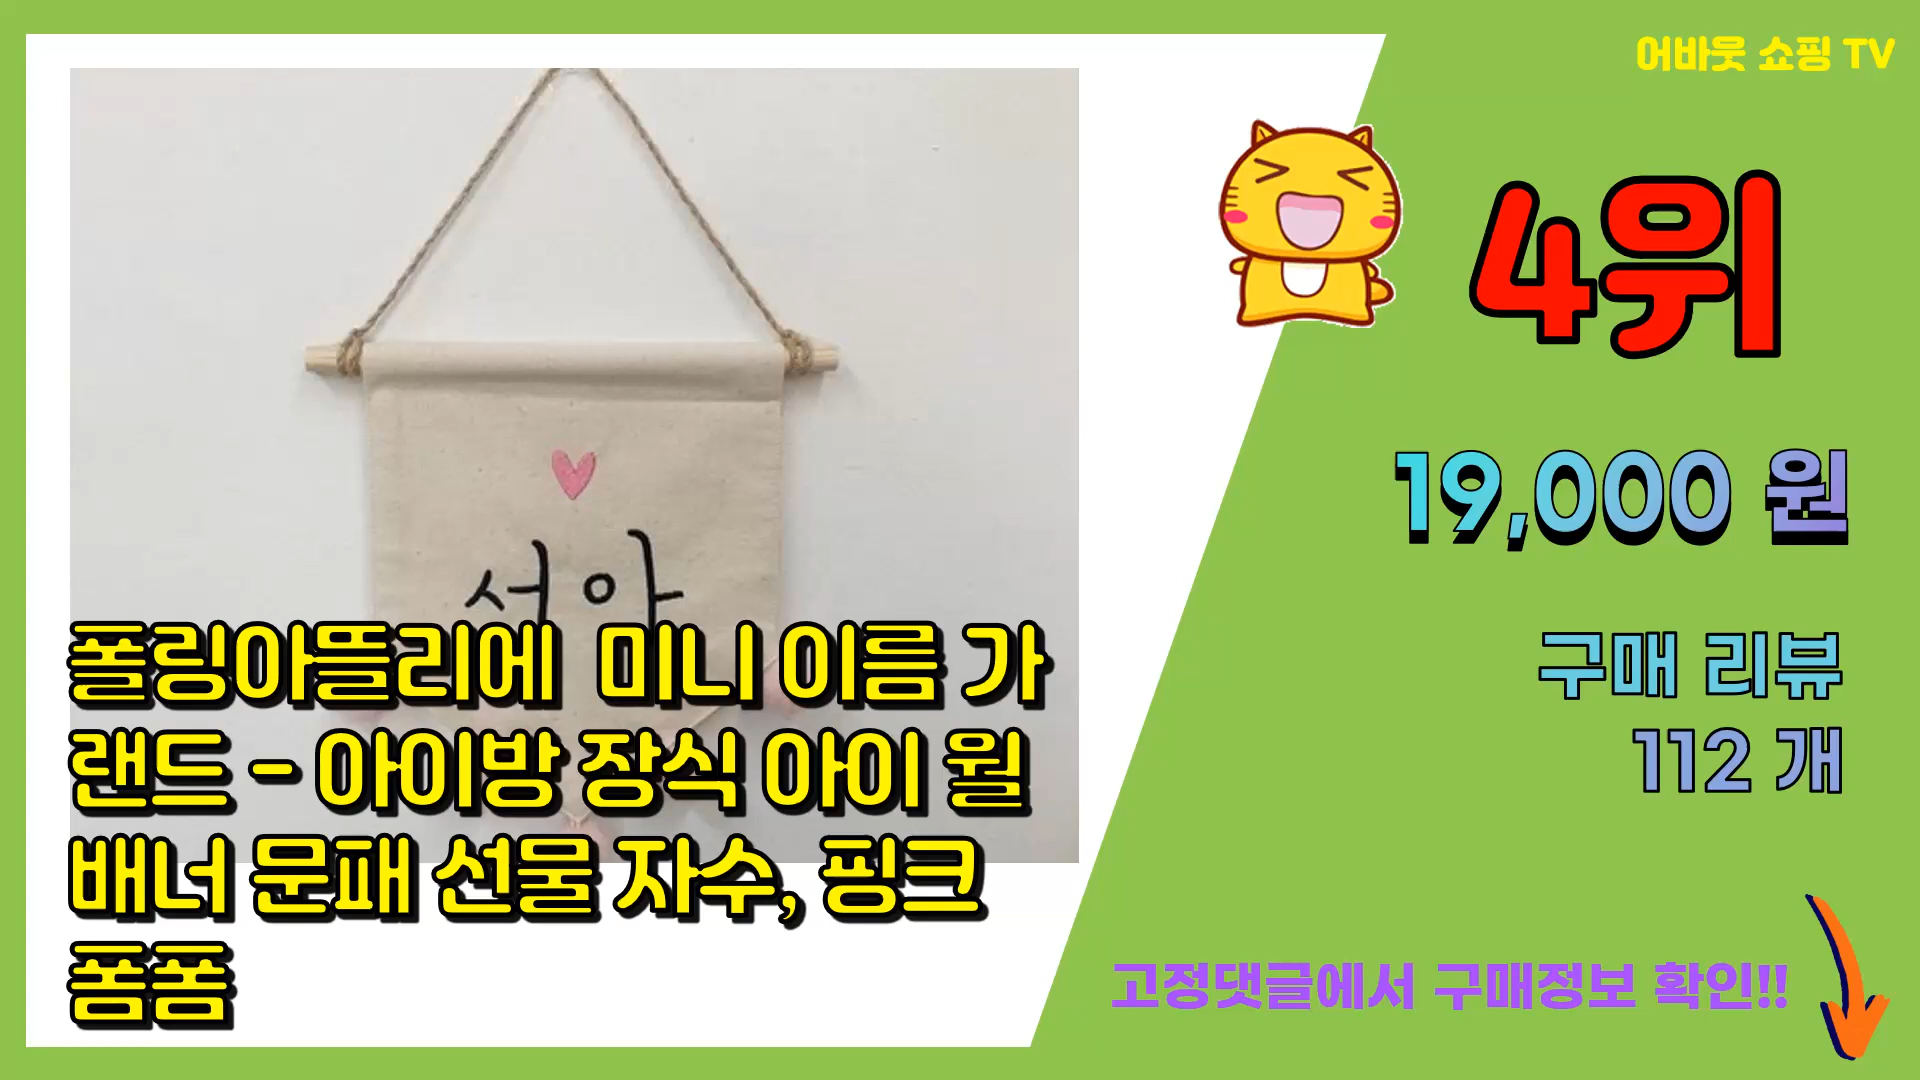 어바웃 쇼핑 TV
4위
19,000 원
구매 리뷰
112 개
서아
폴링아뜰리에 미니 이름 가
랜드 - 아이방 장식 아이 월
배너 문패 선물 자수, 핑크
폼폼
고정댓글에서 구매정보 확인!!